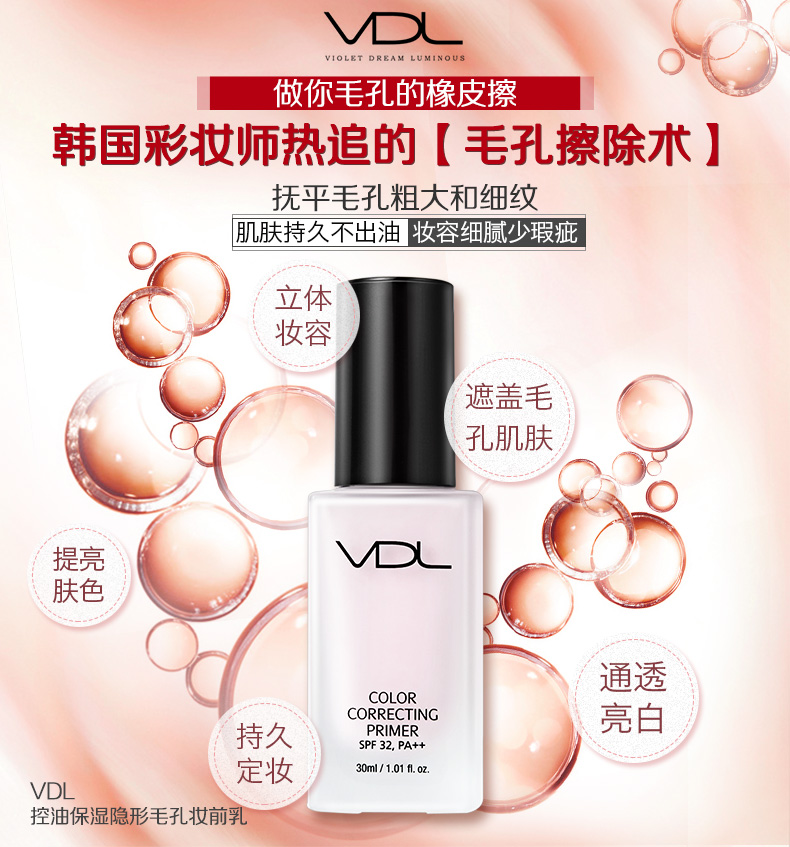 VDL
VIOLET DREAM LUMINOUS
做你毛孔的橡皮擦
韩国彩妆师热追的【毛孔擦除术】
抚平毛孔粗大和细纹
肌肤持久不出油 妆容细腻少瑕疵
立体
妆容
遮盖毛
孔肌肤
提亮
肤色
VDL
通透
亮白
COLOR
CORRECTING
PRIMER
SPF 32, PA++
30ml / 1.01 fl. oz.
持久
定妆
VDL
控油保湿隐形毛孔妆前乳